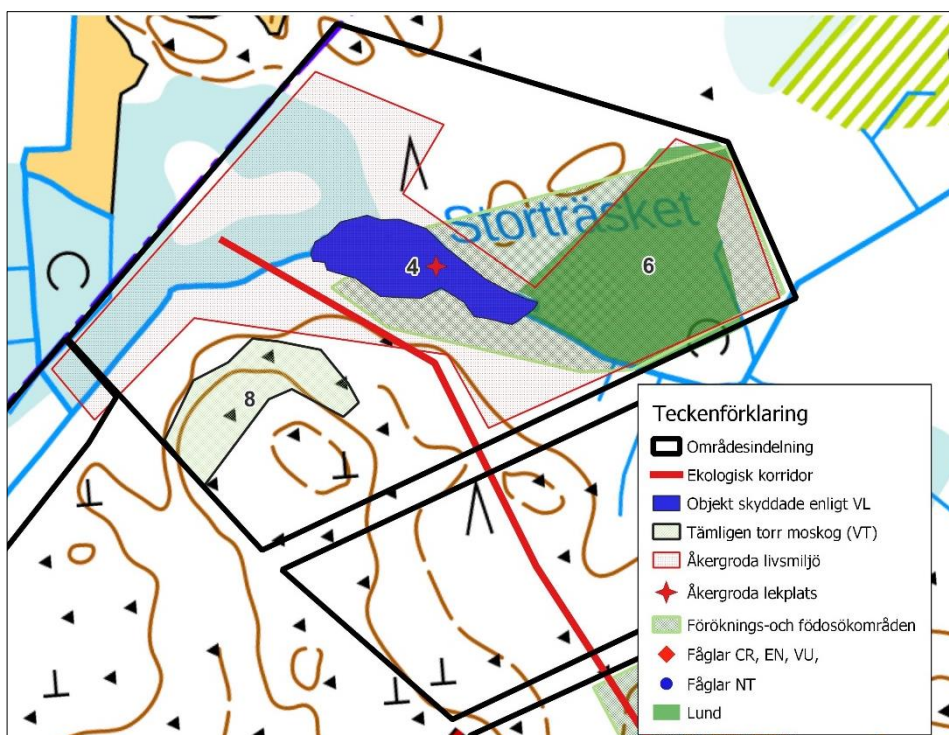 Storträsket
4
6
8
Teckenförklaring
Områdesindelning
Ekologisk korridor
Objekt skyddade enligt VL
Tämligen torr moskog (VT)
Åkergroda livsmiljö
Åkergroda lekplats
Föröknings-och födosökområden
Fåglar CR, EN, VU,
Fåglar NT
Lund